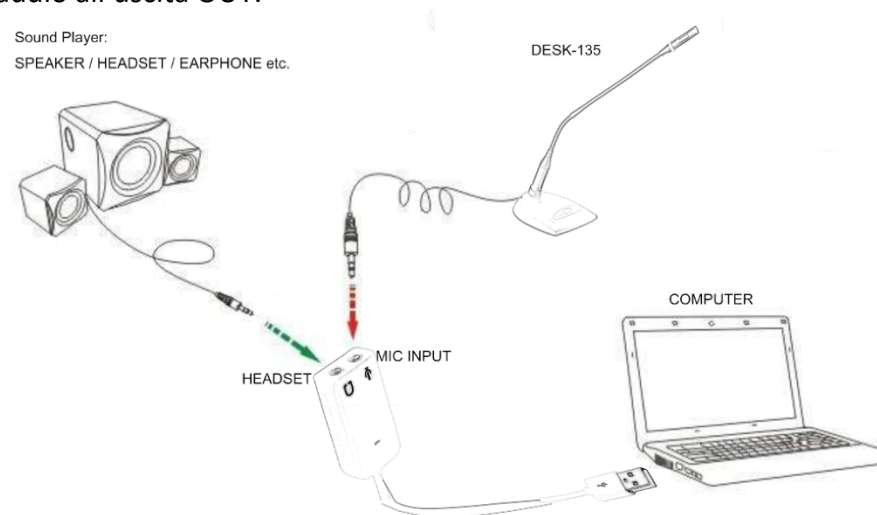 Sound Player:
SPEAKER / HEADSET / EARPHONE etc.
DESK-135
COMPUTER
MIC INPUT
HEADSET